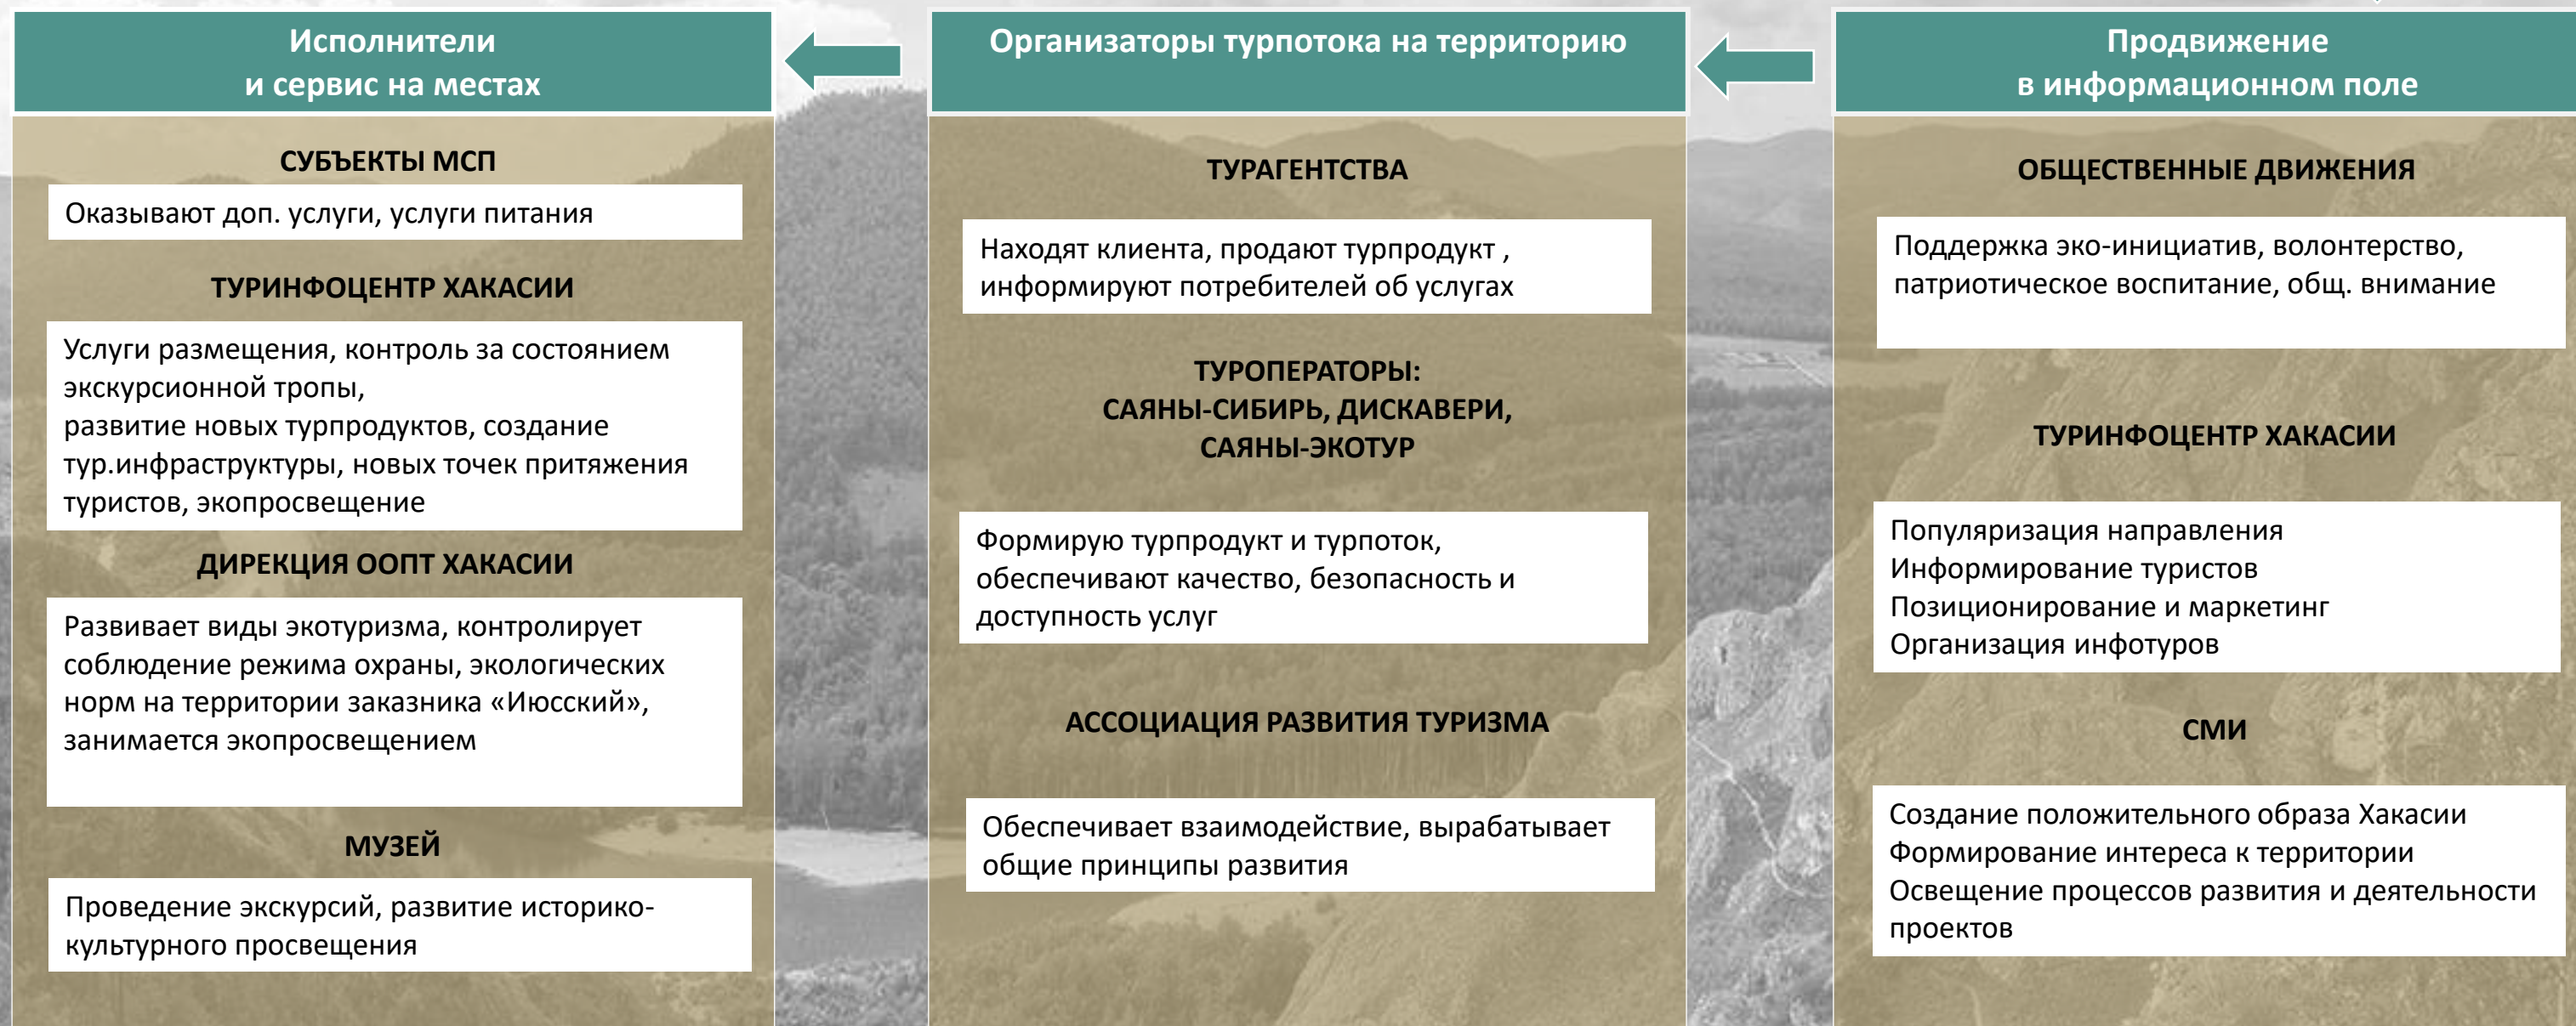 Исполнители
и сервис на местах
СУБЪЕКТЫ МСП
Оказывают доп. услуги, услуги питания
ТУРИНФОЦЕНТР ХАКАСИИ
Услуги размещения, контроль за состоянием
экскурсионной тропы,
развитие новых турпродуктов, создание
тур.инфраструктуры, новых точек притяжения
туристов, экопросвещение
ДИРЕКЦИЯ ООПТ ХАКАСИИ
Развивает виды экотуризма, контролирует
соблюдение режима охраны, экологических
норм на территории заказника «Июсский»,
занимается экопросвещением
МУЗЕЙ
Проведение экскурсий, развитие историко-
культурного просвещения
Организаторы турпотока на территорию
ТУРАГЕНТСТВА
Находят клиента, продают турпродукт ,
информируют потребителей об услугах
ТУРОПЕРАТОРЫ:
САЯНЫ-СИБИРЬ, ДИСКАВЕРИ,
САЯНЫ-ЭКОТУР
Формирую турпродукт и турпоток,
обеспечивают качество, безопасность и
доступность услуг
АССОЦИАЦИЯ РАЗВИТИЯ ТУРИЗМА
Обеспечивает взаимодействие, вырабатывает
общие принципы развития
Продвижение
в информационном поле
ОБЩЕСТВЕННЫЕ ДВИЖЕНИЯ
Поддержка эко-инициатив, волонтерство,
патриотическое воспитание, общ. внимание
ТУРИНФОЦЕНТР ХАКАСИИ
Популяризация направления
Информирование туристов
Позиционирование и маркетинг
Организация инфотуров
СМИ
Создание положительного образа Хакасии
Формирование интереса к территории
Освещение процессов развития и деятельности
проектов